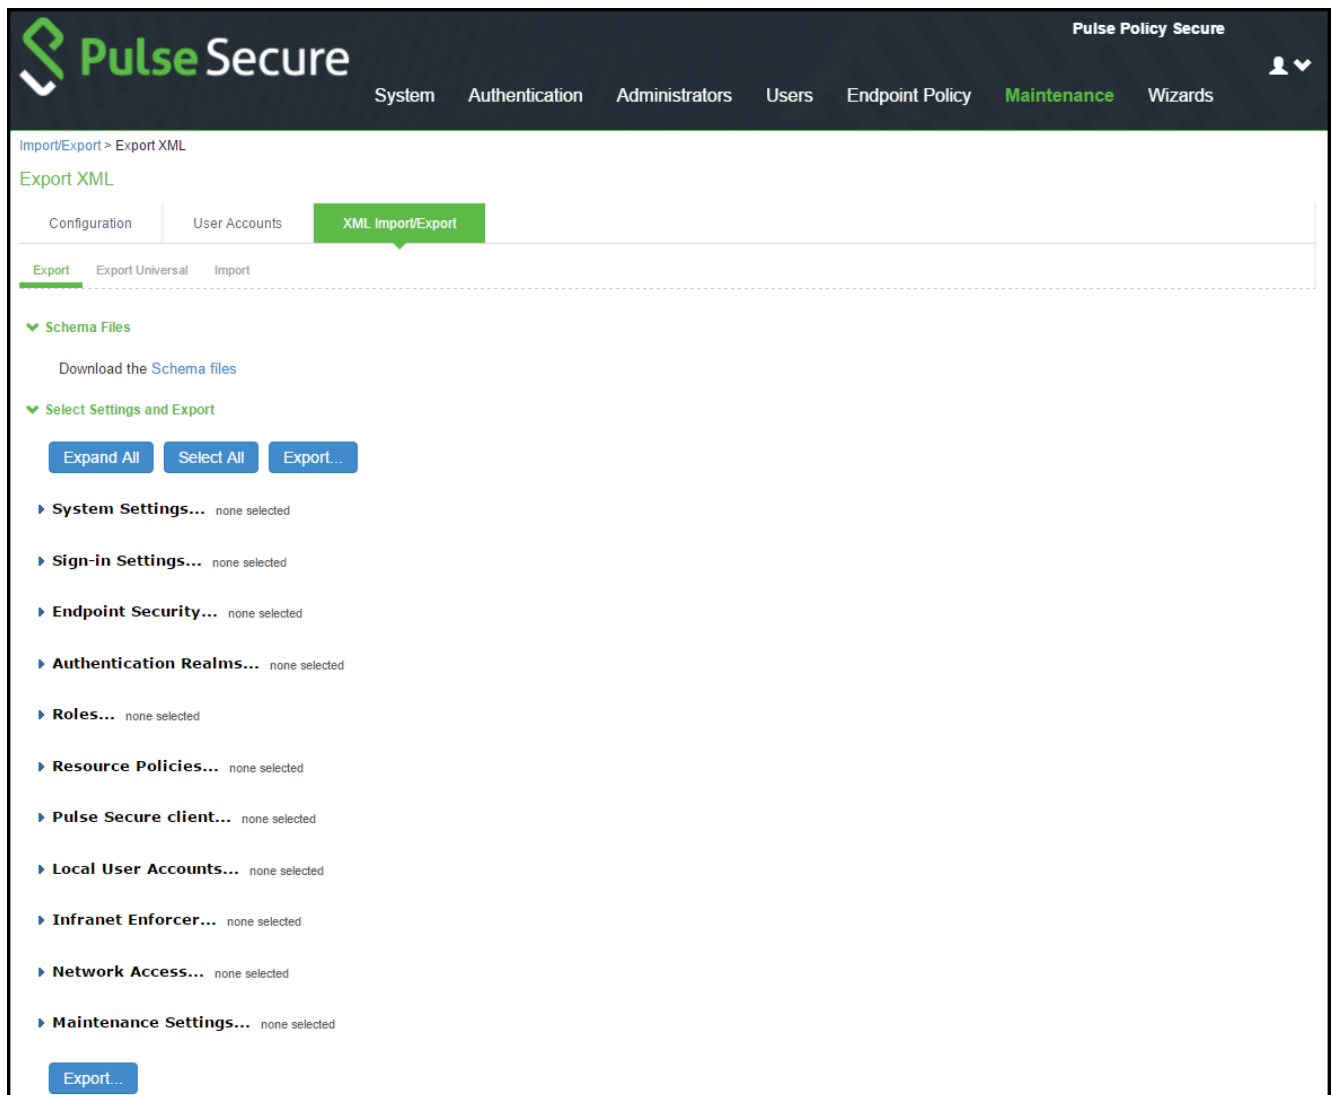 Pulse Secure
Pulse Policy Secure
System Authentication Administrators Users Endpoint Policy Maintenance Wizards
Import/Export > Export XML
Export XML
Configuration User Accounts XML Import/Export
Export Export Universal Import
Schema Files
Download the Schema files
Select Settings and Export
Expand All Select All Export...
System Settings... none selected
Sign-in Settings... none selected
Endpoint Security... none selected
Authentication Realms... none selected
Roles... none selected
Resource Policies... none selected
Pulse Secure client... none selected
Local User Accounts... none selected
Infranet Enforcer... none selected
Network Access... none selected
Maintenance Settings... none selected
Export...